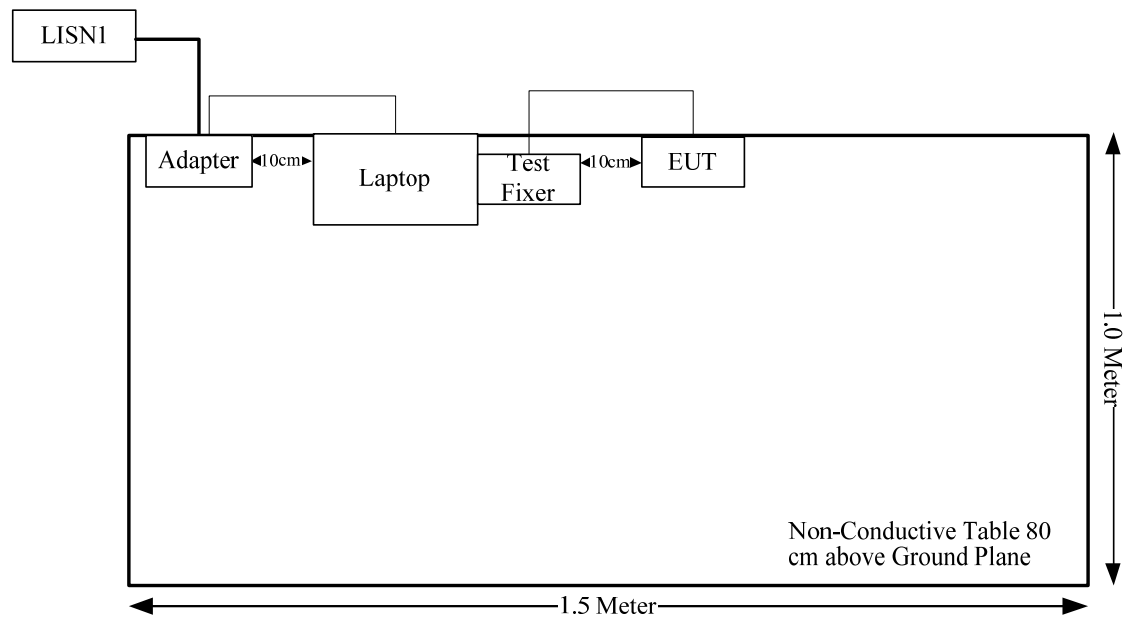 LISN1
Adapter
10cm
Laptop
Test
Fixer
10cm
EUT
1.0 Meter
Non-Conductive Table 80
cm above Ground Plane
1.5 Meter